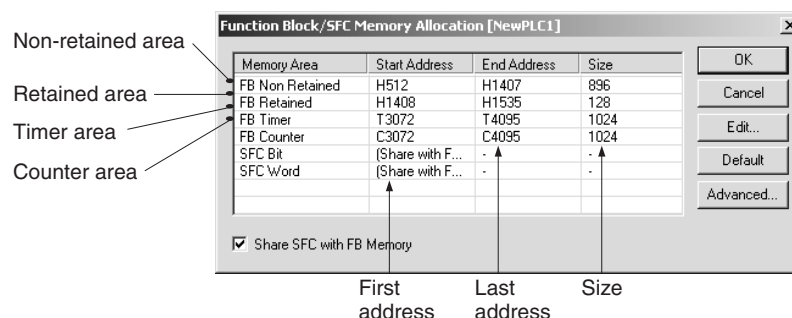 Function Block/SFC Memory Allocation [NewPLC1]
Non-retained area
Retained area
Timer area
Counter area
Memory Area Start Address End Address Size
FB Non Retained H512 H1407 896
FB Retained H1408 H1535 128
FB Timer T3072 T4095 1024
FB Counter C3072 C4095 1024
SFC Bit (Share with F... - -
SFC Word (Share with F... - -
OK
Cancel
Edit...
Default
Advanced...
Share SFC with FB Memory
First address
Last address
Size